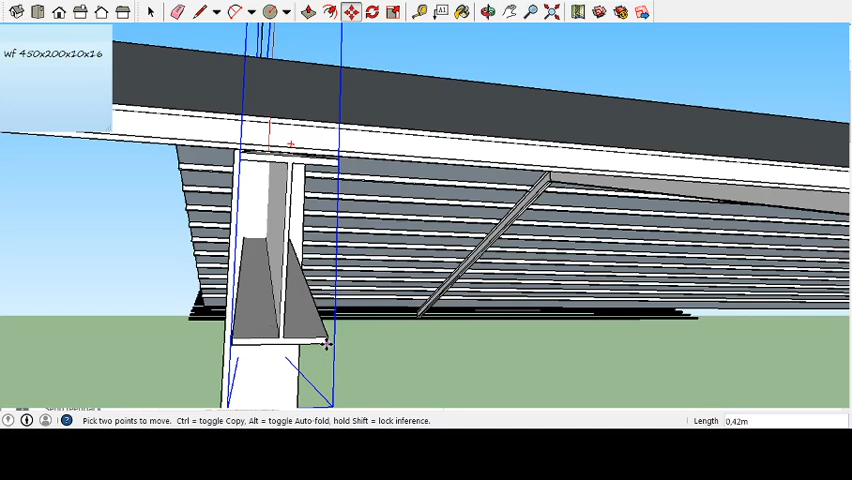 wf 450x200x10x16
Pick two points to move. Ctrl = toggle Copy, Alt = toggle Auto-fold, hold Shift = lock inference.
Length 0,42m